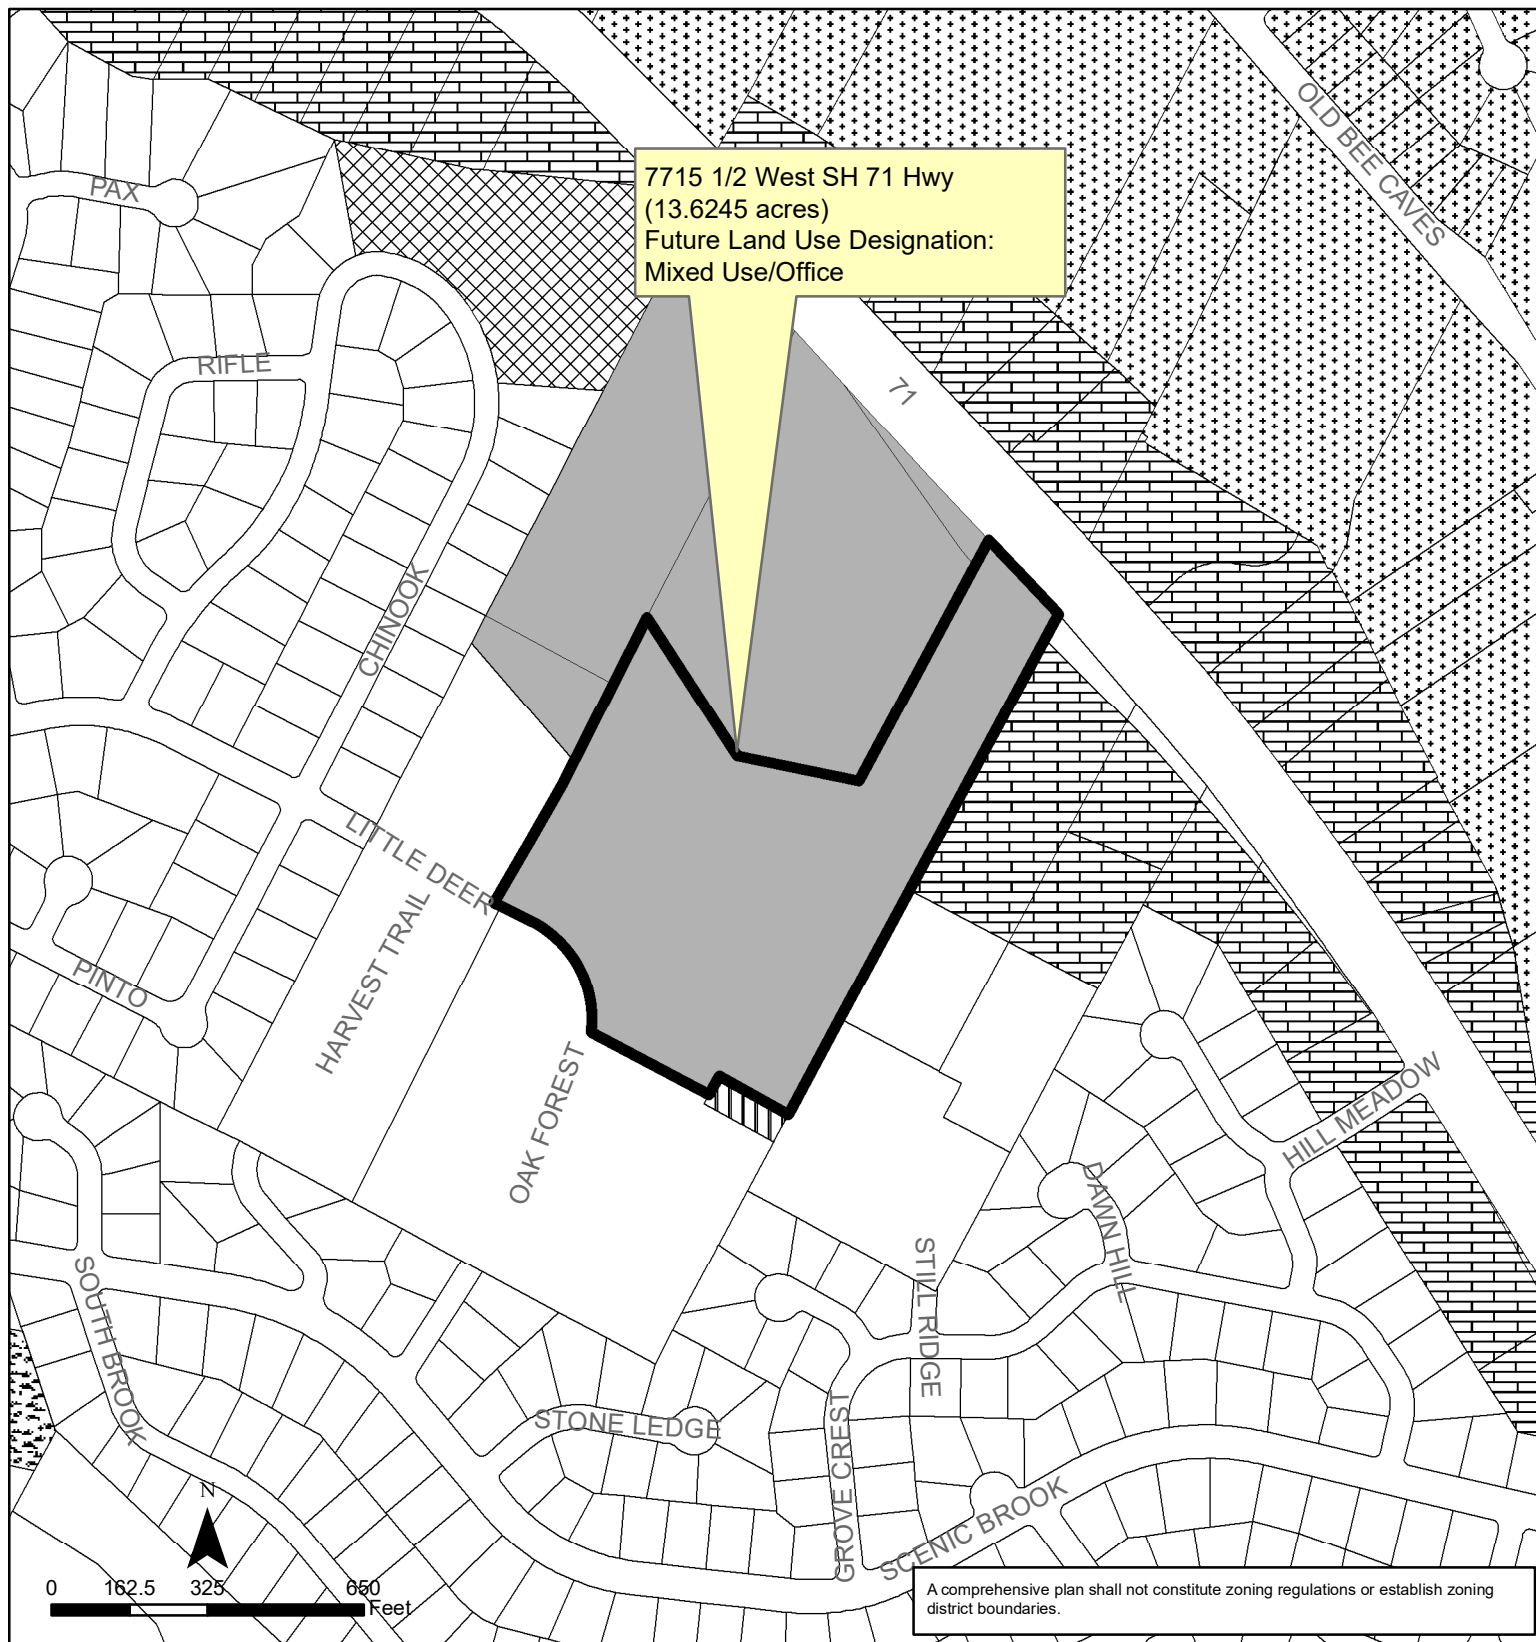 OLD BEE CAVES
PAX
7715 1/2 West SH 71 Hwy
(13.6245 acres)
Future Land Use Designation:
Mixed Use/Office
RIFLE
71
CHINOOK
LITTLE DEER
HARVEST TRAIL
PINTO
OAK FOREST
HILL MEADOW
DAWN HILL
STILL RIDGE
SOUTH BROOK
STONE LEDGE
GROVE CREST
SCENIC BROOK
N
0 162.5 325 650
Feet
A comprehensive plan shall not constitute zoning regulations or establish zoning
district boundaries.